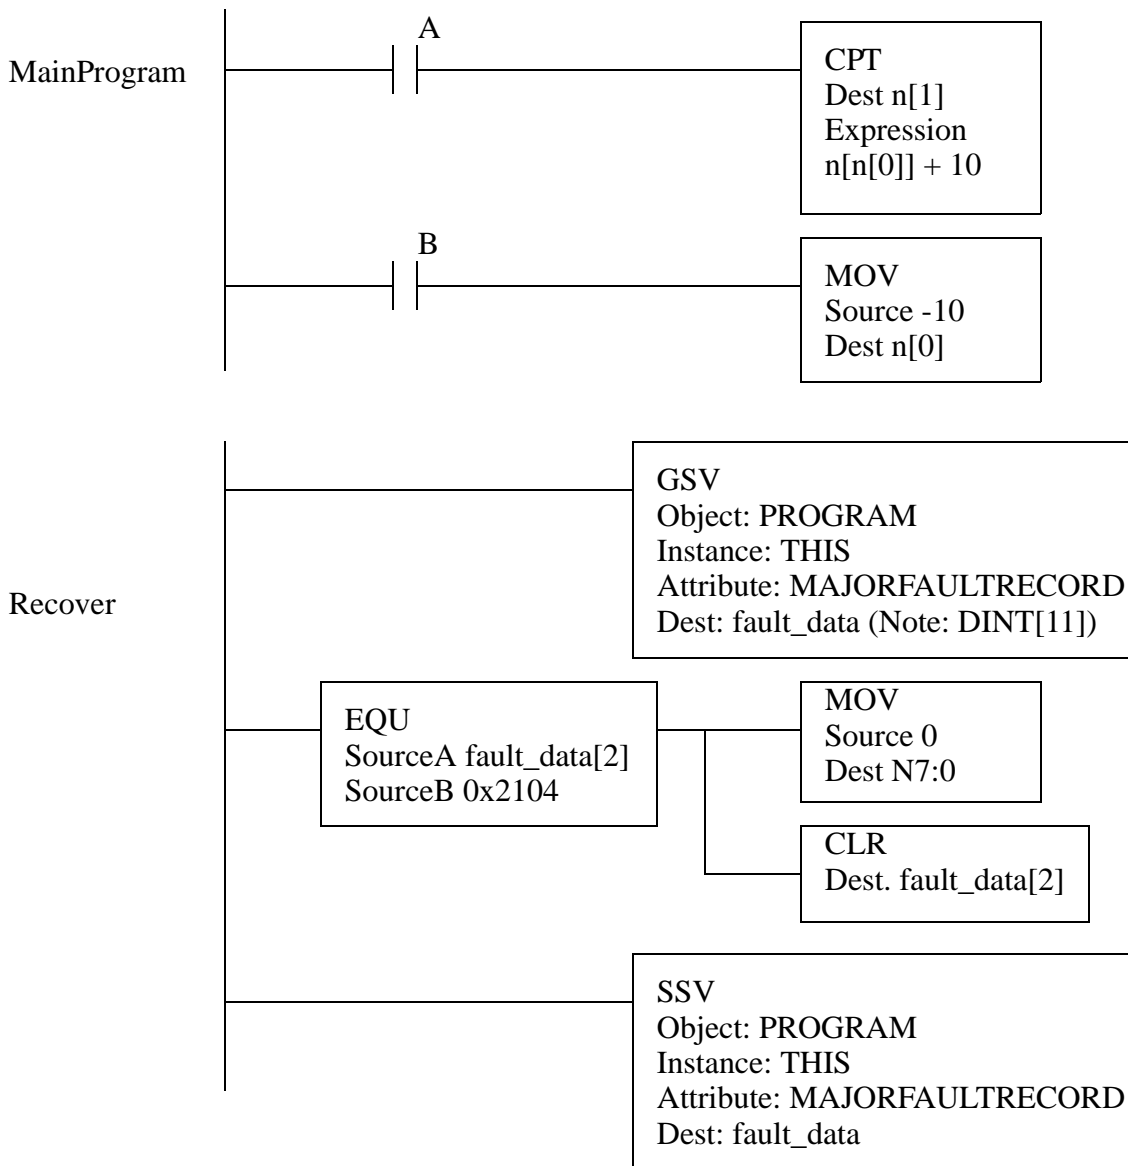 A
MainProgram
CPT
Dest n[1]
Expression
n[n[0]] + 10
B
MOV
Source -10
Dest n[0]
GSV
Object: PROGRAM
Instance: THIS
Attribute: MAJORFAULTRECORD
Dest: fault_data (Note: DINT[11])
Recover
EQU
SourceA fault_data[2]
SourceB 0x2104
MOV
Source 0
Dest N7:0
CLR
Dest. fault_data[2]
SSV
Object: PROGRAM
Instance: THIS
Attribute: MAJORFAULTRECORD
Dest: fault_data